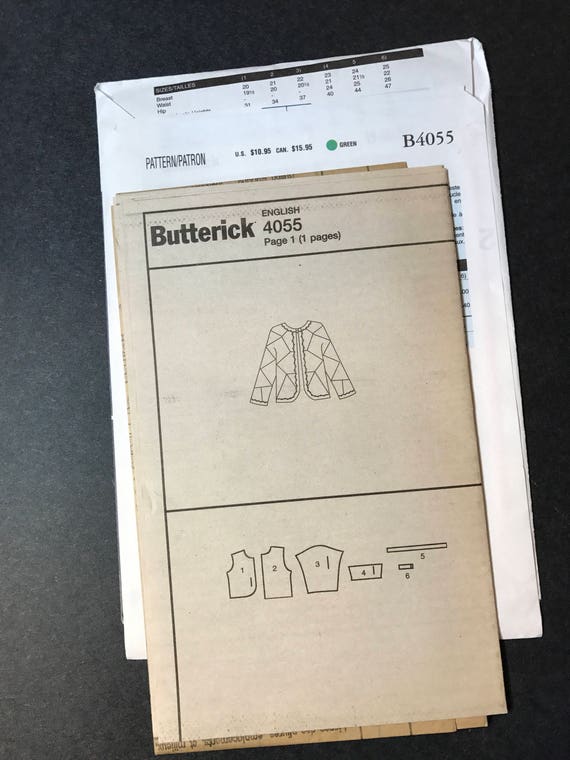 SIZES/TAILLES (1 2 3) (4 5 6)
Breast 20 21 22 23 24 25
Waist 19½ 20 20½ 21 21½ 22
Hip - - - 24 25 26
31 34 37 40 44 47
PATTERN/PATRON U.S. $10.95 CAN. $15.95 GREEN B4055
ENGLISH
Butterick 4055
Page 1 (1 pages)
1 2 3 4 5
6